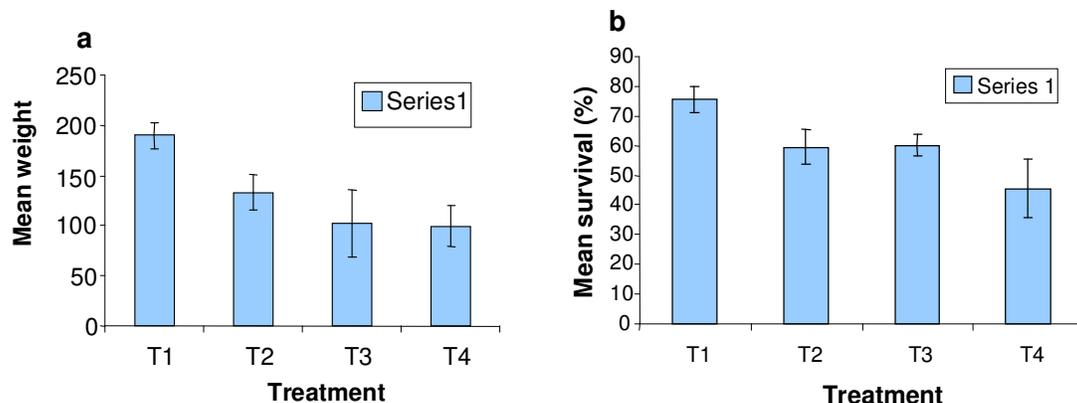 a
250
200
150
100
50
0
Mean weight
Series1
T1 T2 T3 T4
Treatment
b
90
80
70
60
50
40
30
20
10
0
Mean survival (%)
Series 1
T1 T2 T3 T4
Treatment